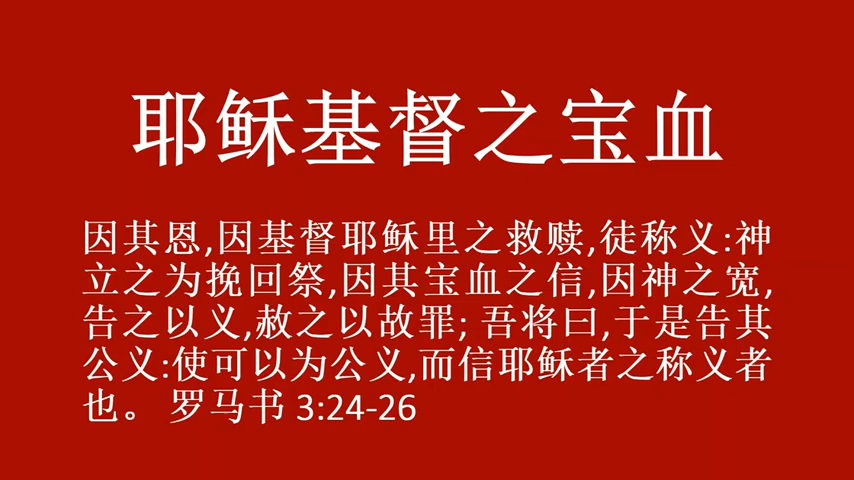 耶稣基督之宝血
因其恩,因基督耶稣里之救赎,徒称义:神
立之为挽回祭,因其宝血之信,因神之宽,
告之以义,赦之以故罪; 吾将曰,于是告其
公义:使可以为公义,而信耶稣者之称义者
也。 罗马书 3:24-26